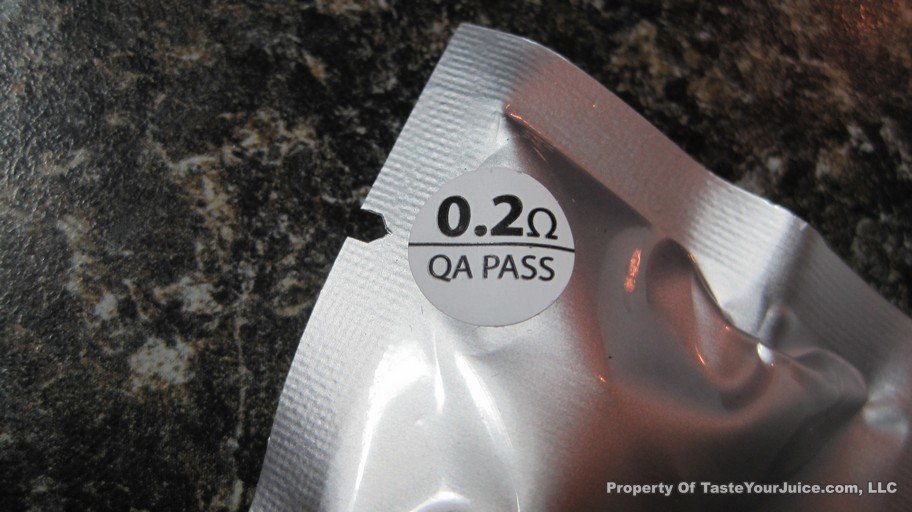 0.2Ω
QA PASS
Property Of TasteYourJuice.com, LLC